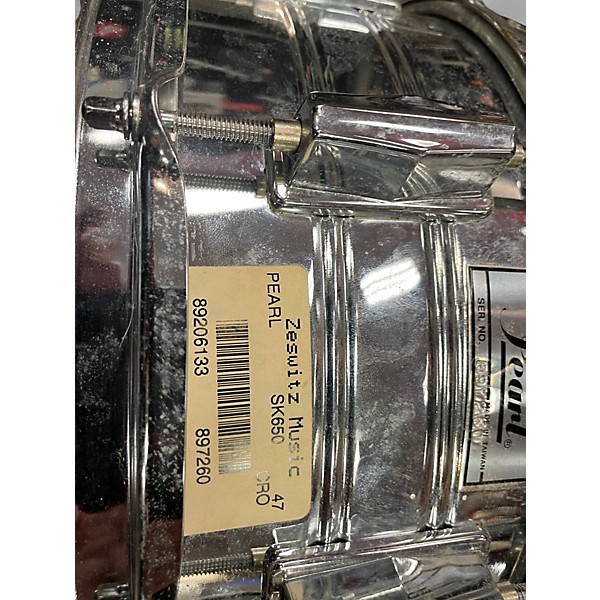 Zeswitz Music 47
PEARL SK650 CRO
89206133 897260
Pearl®
SER. NO.
TAIWAN